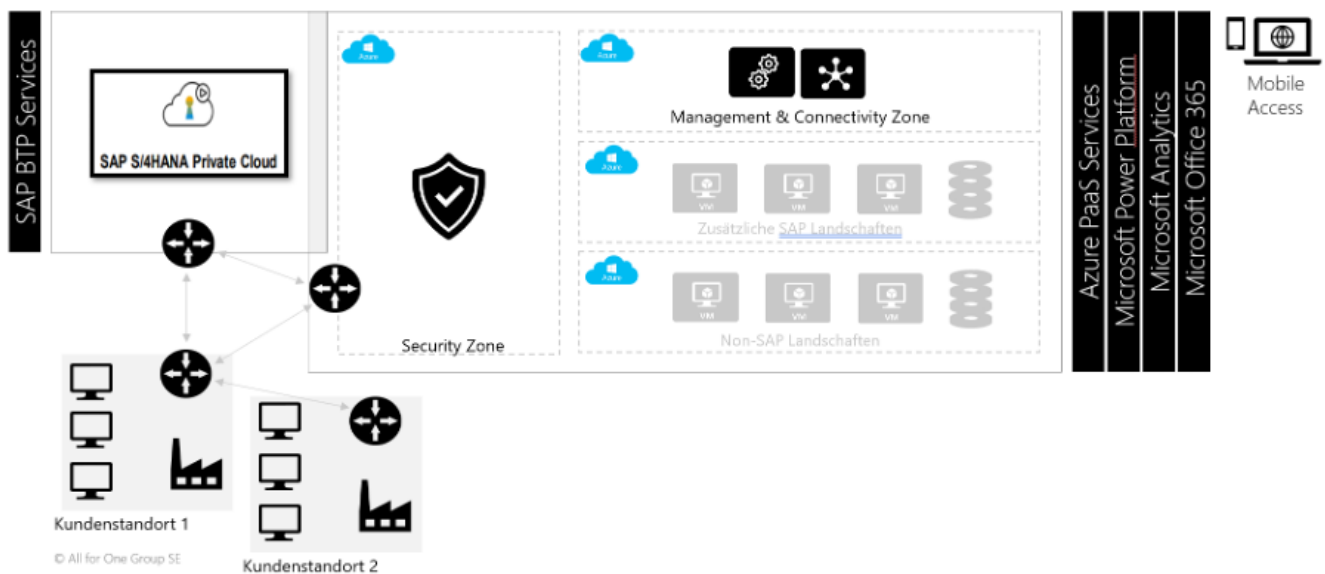 SAP BTP Services
SAP S/4HANA Private Cloud
Azure
Security Zone
Azure
Management & Connectivity Zone
Azure
VM
VM
VM
Zusätzliche SAP Landschaften
Azure
VM
VM
VM
Non-SAP Landschaften
Azure PaaS Services
Microsoft Power Platform
Microsoft Analytics
Microsoft Office 365
Mobile
Access
Kundenstandort 1
Kundenstandort 2
© All for One Group SE